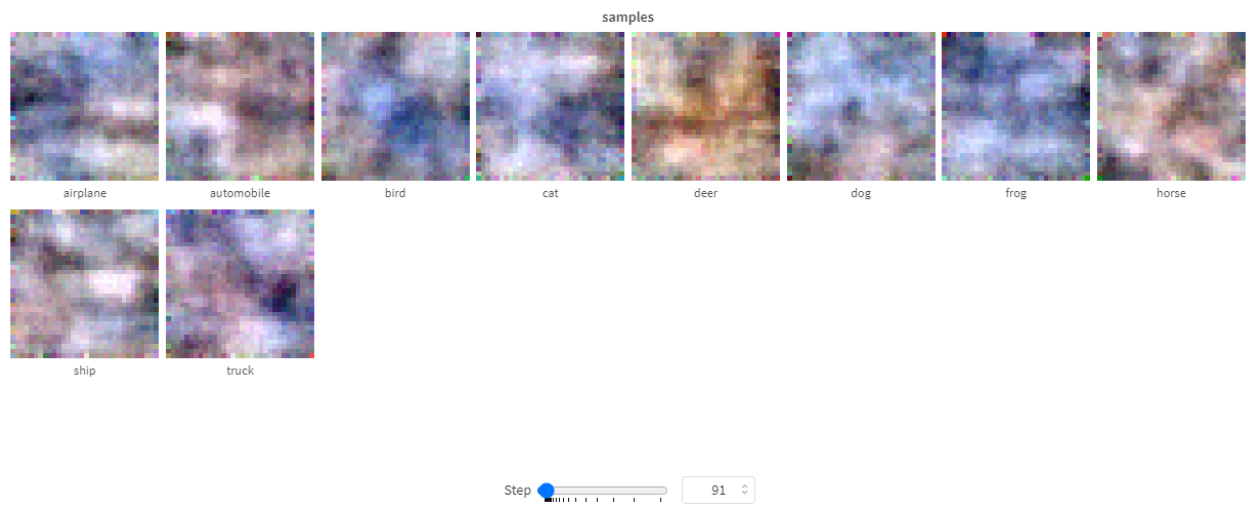 samples
airplane automobile bird cat deer dog frog horse
ship truck
Step 91